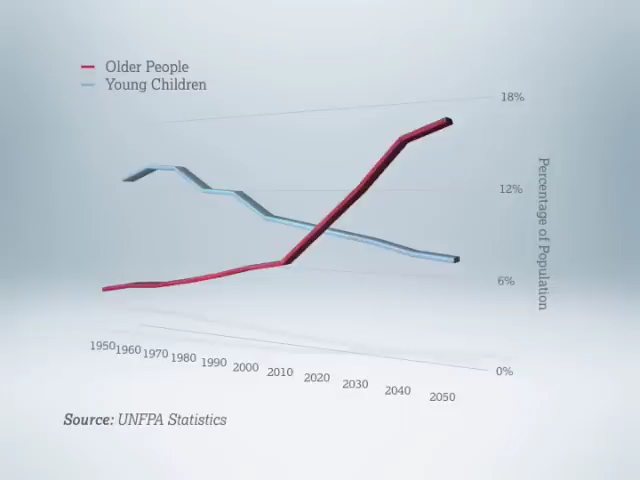 Older People
Young Children
18%
12%
6%
0%
Percentage of Population
1950 1960 1970 1980 1990 2000 2010 2020 2030 2040 2050
Source: UNFPA Statistics